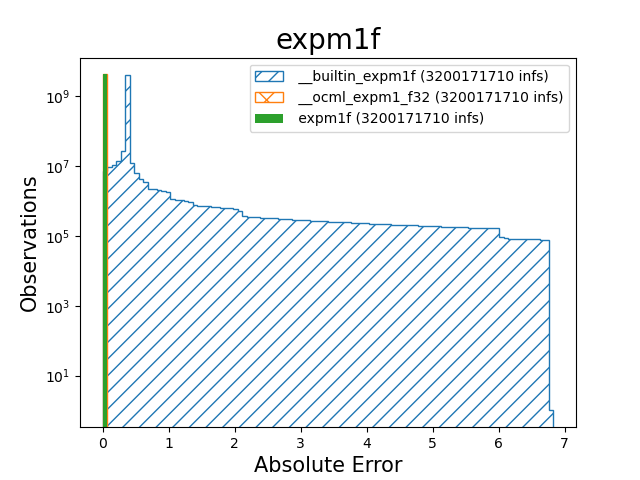 expm1f
__builtin_expm1f (3200171710 infs)
__ocml_expm1_f32 (3200171710 infs)
expm1f (3200171710 infs)
Observations
10^9
10^7
10^5
10^3
10^1
0 1 2 3 4 5 6 7
Absolute Error